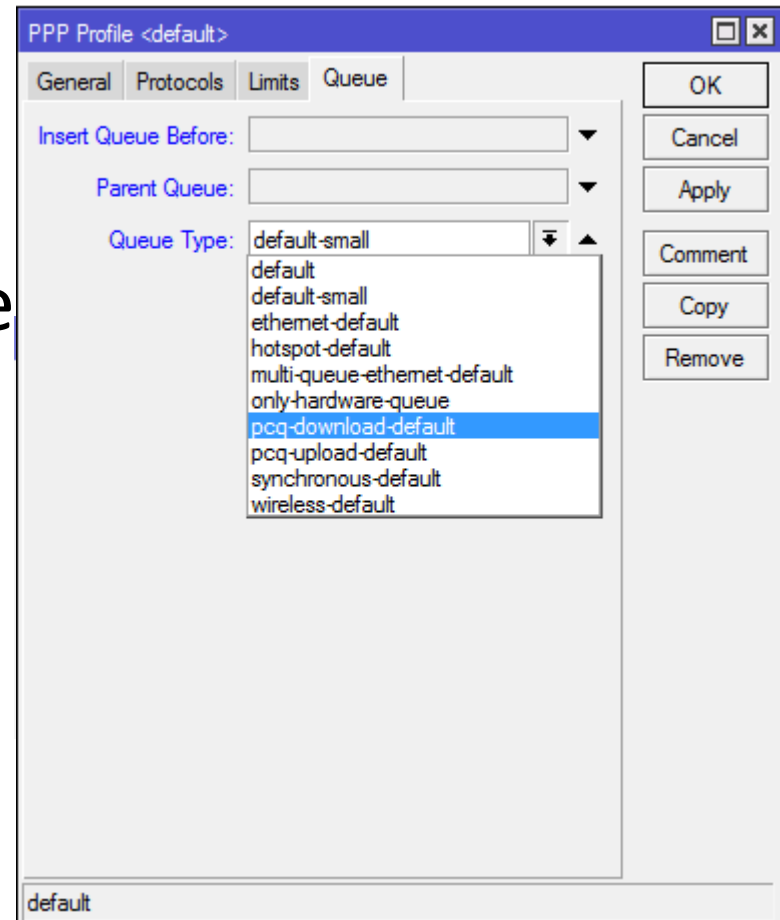 PPP Profile <default>
General Protocols Limits Queue
OK
Insert Queue Before:
Cancel
Parent Queue:
Apply
Queue Type: default-small
Comment
default
default-small
Copy
ethernet-default
hotspot-default
Remove
multi-queue-ethernet-default
only-hardware-queue
pcq-download-default
pcq-upload-default
synchronous-default
wireless-default
default
e